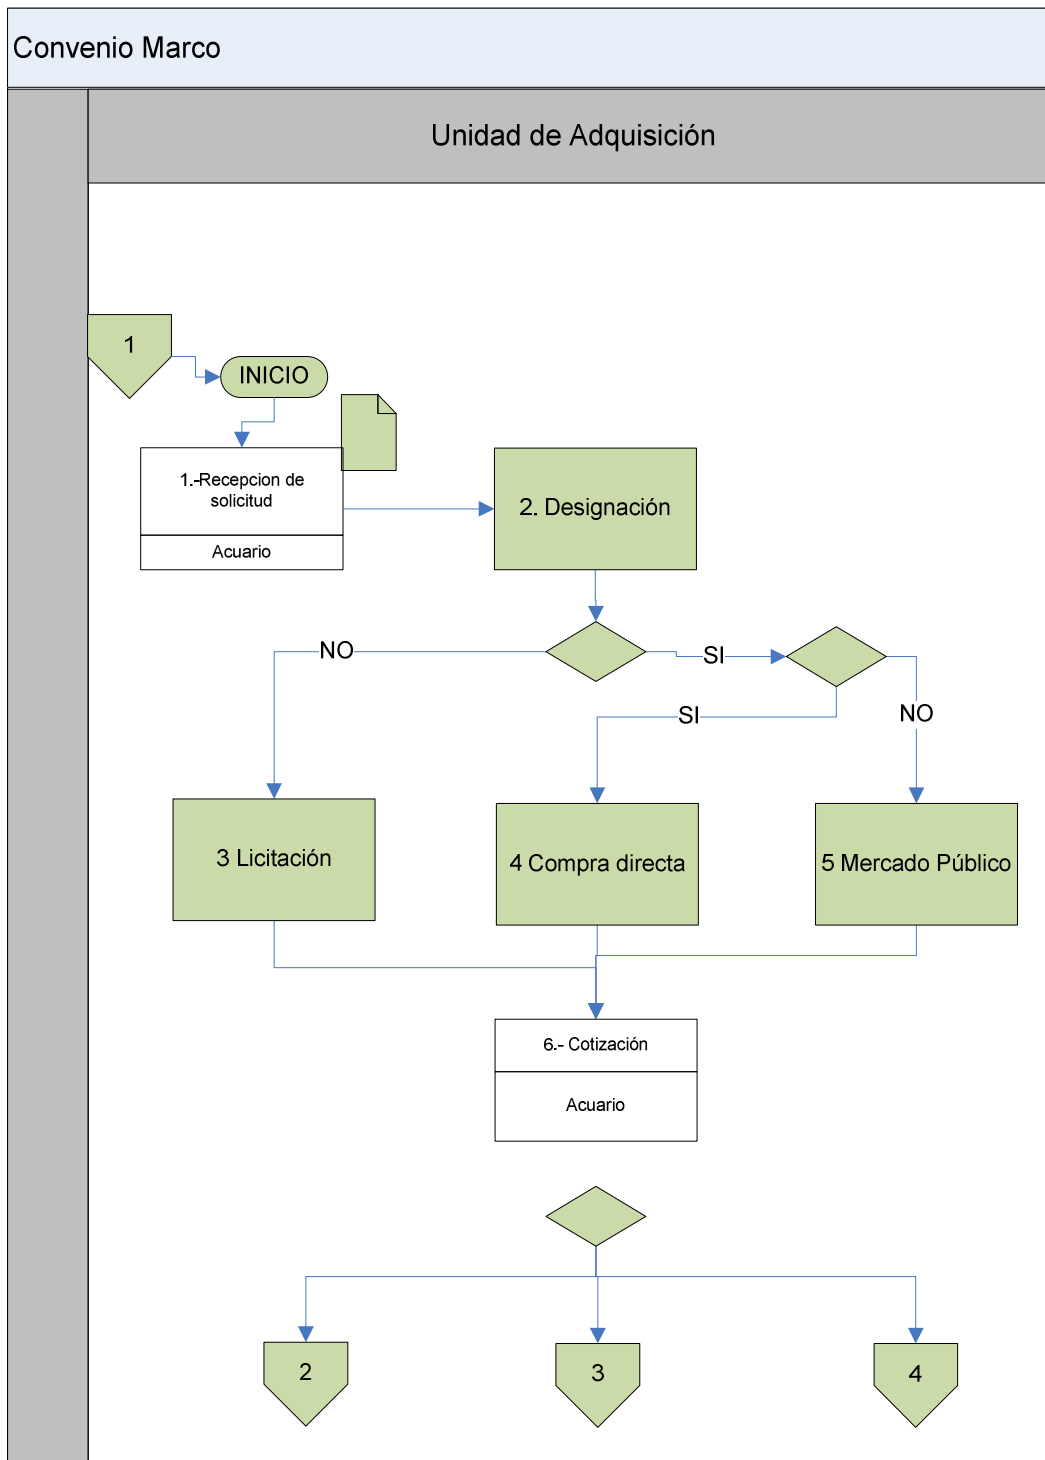 Convenio Marco
Unidad de Adquisición
1
INICIO
1.-Recepcion de
solicitud
Acuario
2. Designación
NO
SI
SI
NO
3 Licitación
4 Compra directa
5 Mercado Público
6.- Cotización
Acuario
2
3
4